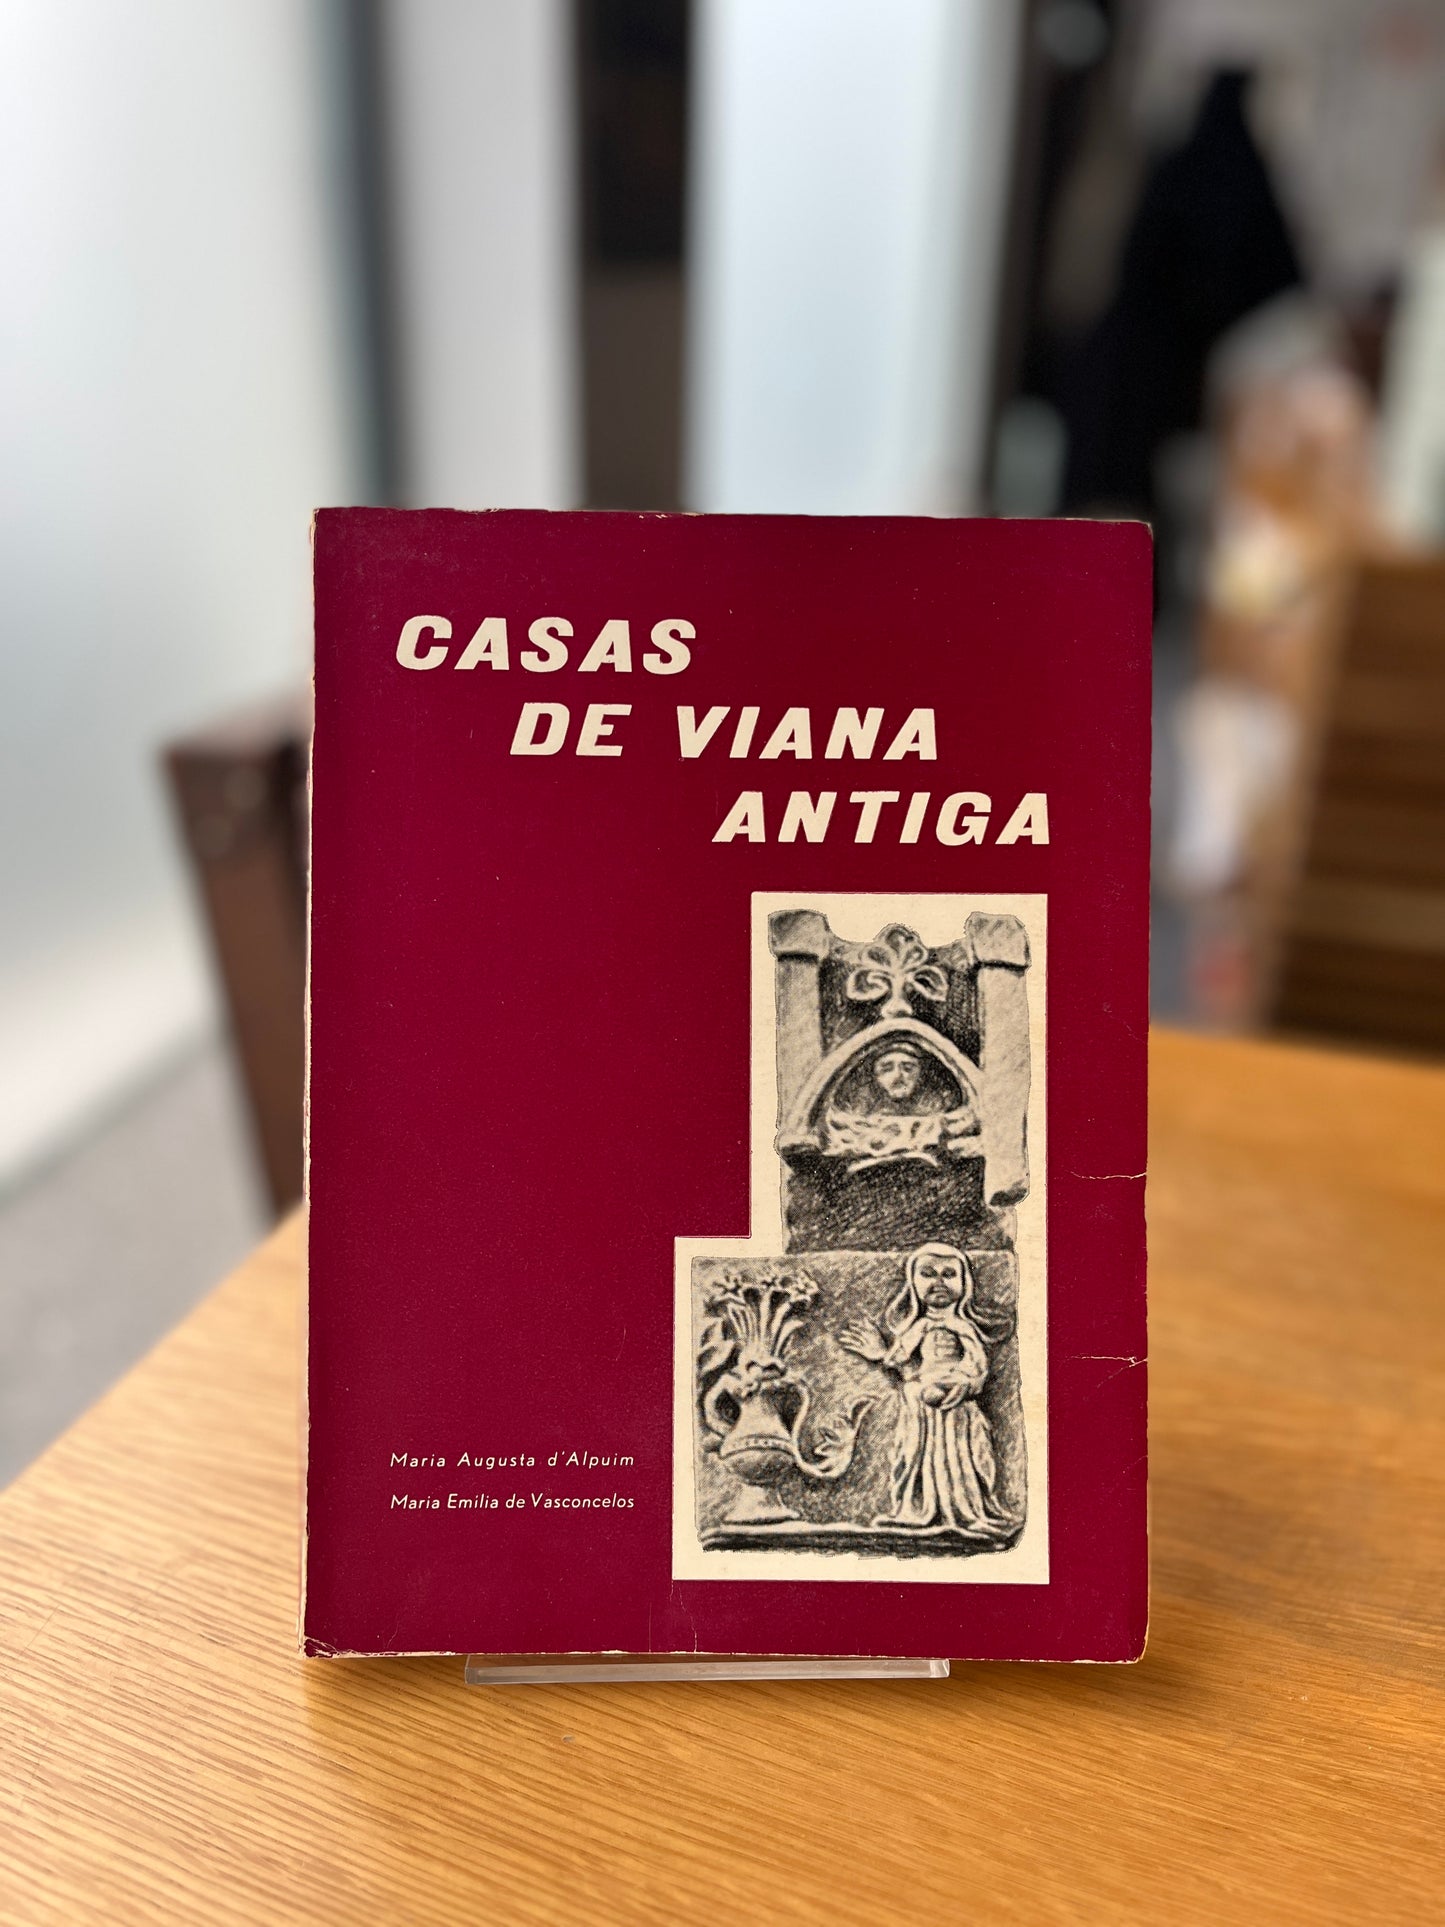 CASAS
DE VIANA
ANTIGA
Maria Augusta d'Alpuim
Maria Emília de Vasconcelos